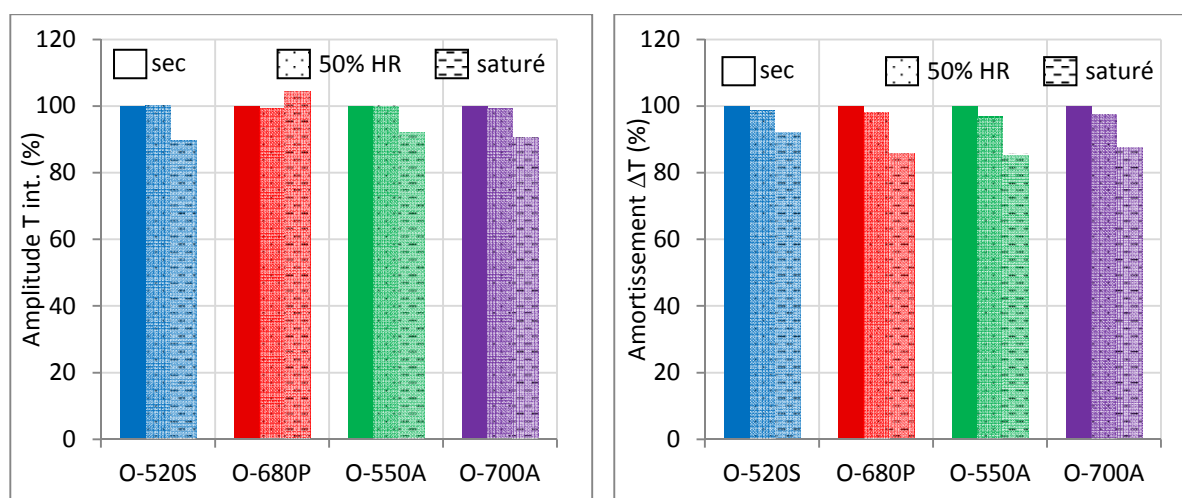 Amplitude T int. (%)
120
100
80
60
40
20
0
sec 50% HR saturé
O-520S O-680P O-550A O-700A
Amortissement ΔT (%)
120
100
80
60
40
20
0
sec 50% HR saturé
O-520S O-680P O-550A O-700A